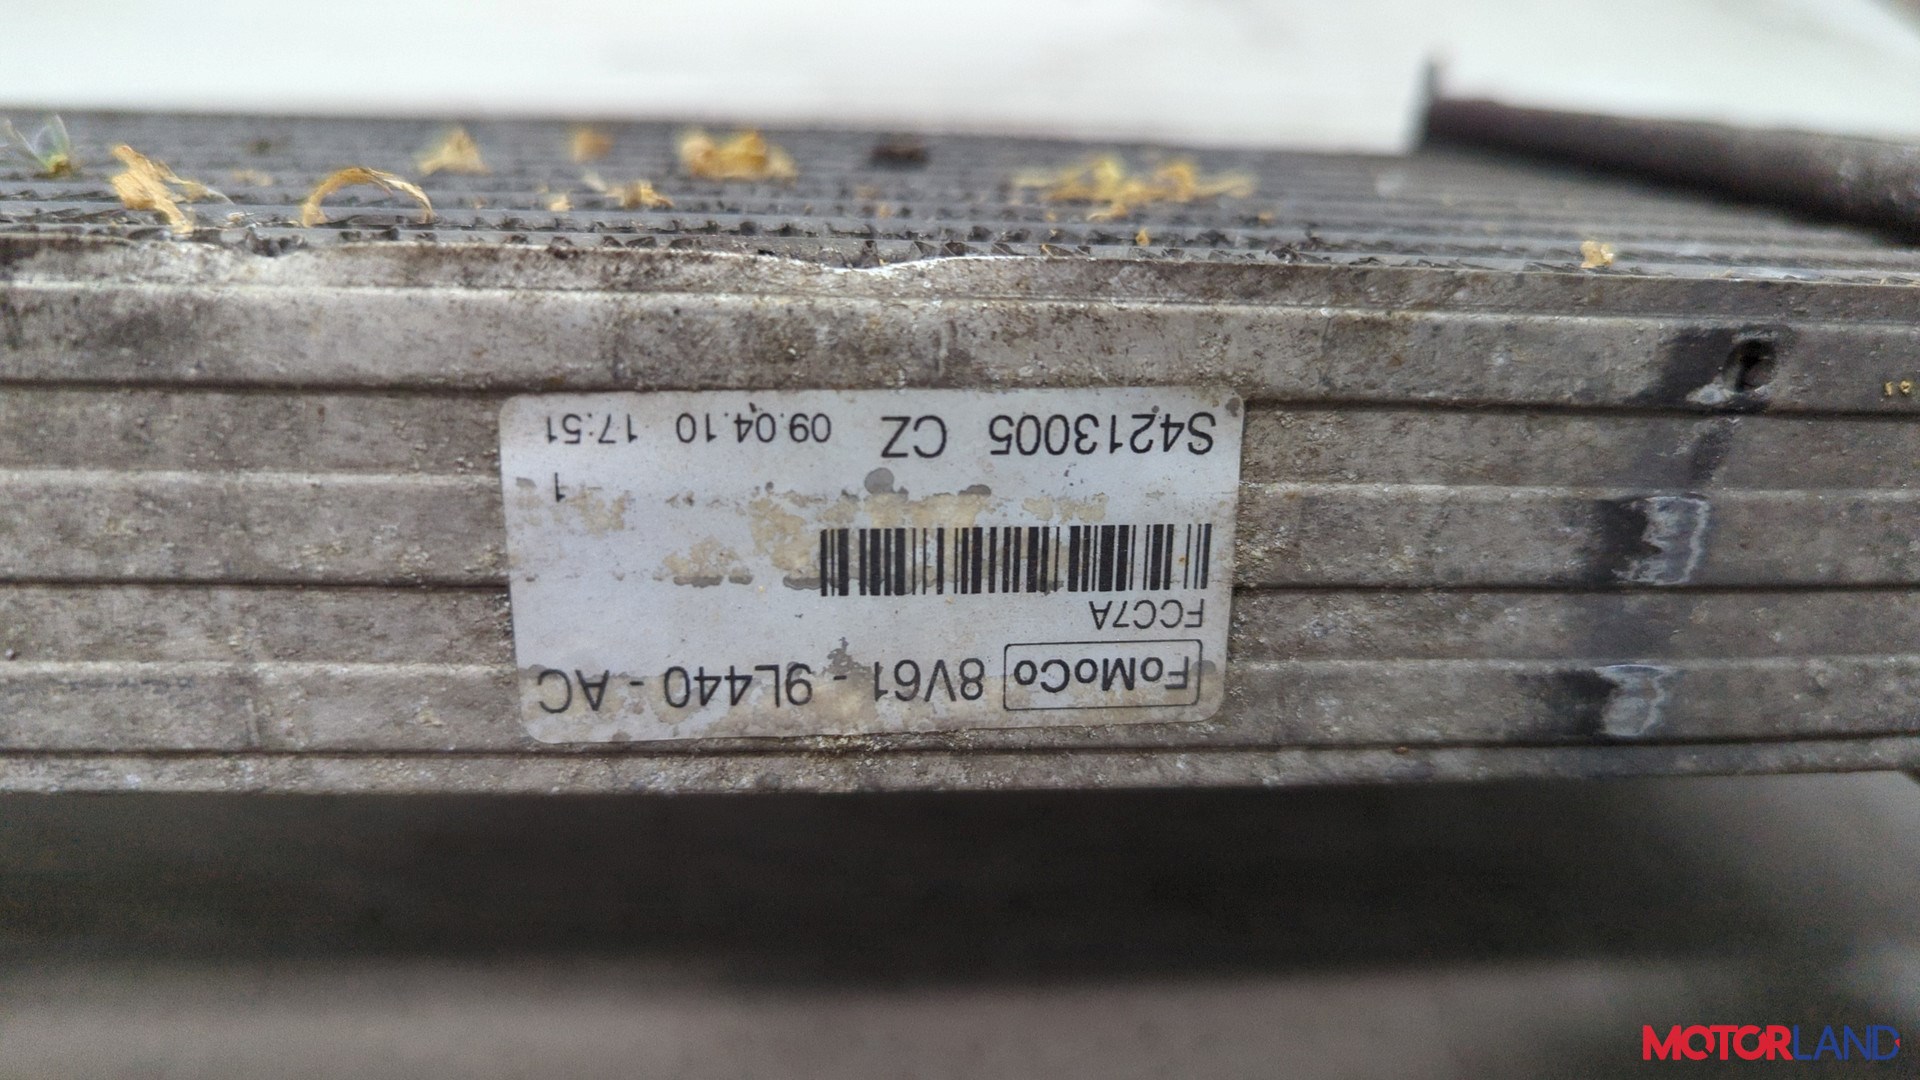 FoMoCo 8V61 - 9L440 - AC
FCC7A
1
S4213005 CZ 09.04.10 17:51
MOTORLAND